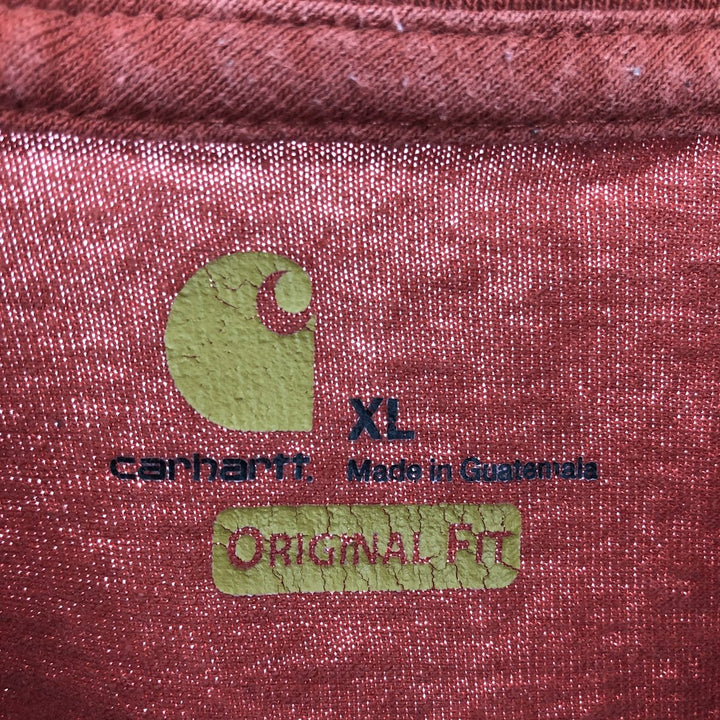 XL
carhartt. Made in Guatemala
ORIGINAL FIT